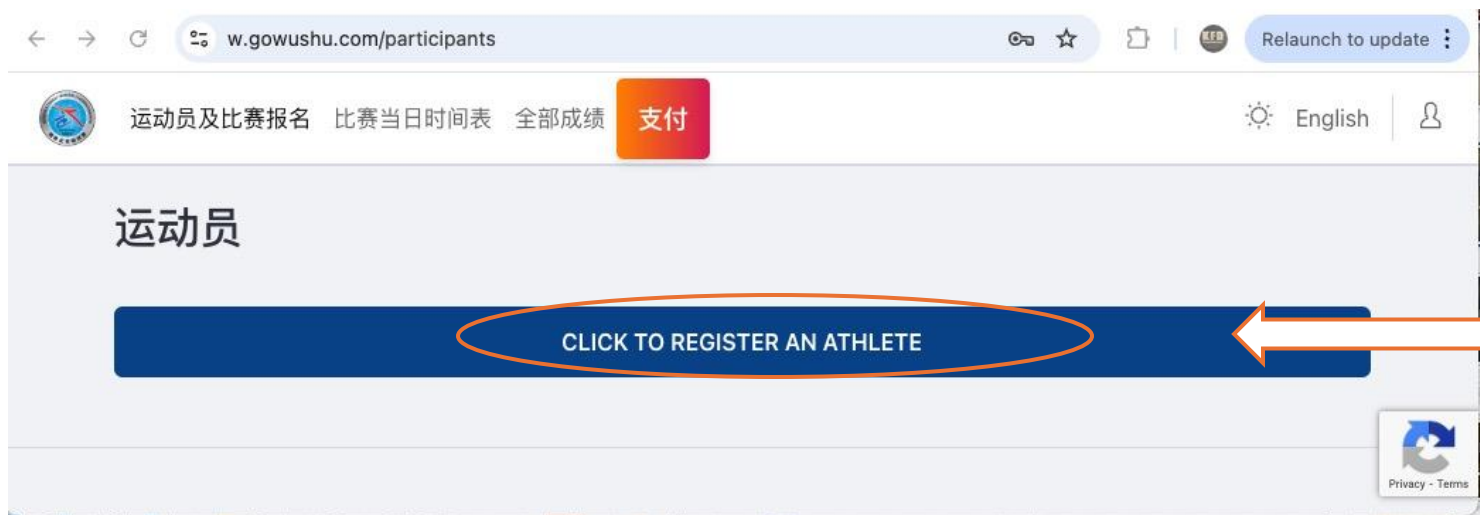 w.gowushu.com/participants
Relaunch to update
运动员及比赛报名 比赛当日时间表 全部成绩 支付
English
运动员
CLICK TO REGISTER AN ATHLETE
Privacy - Terms